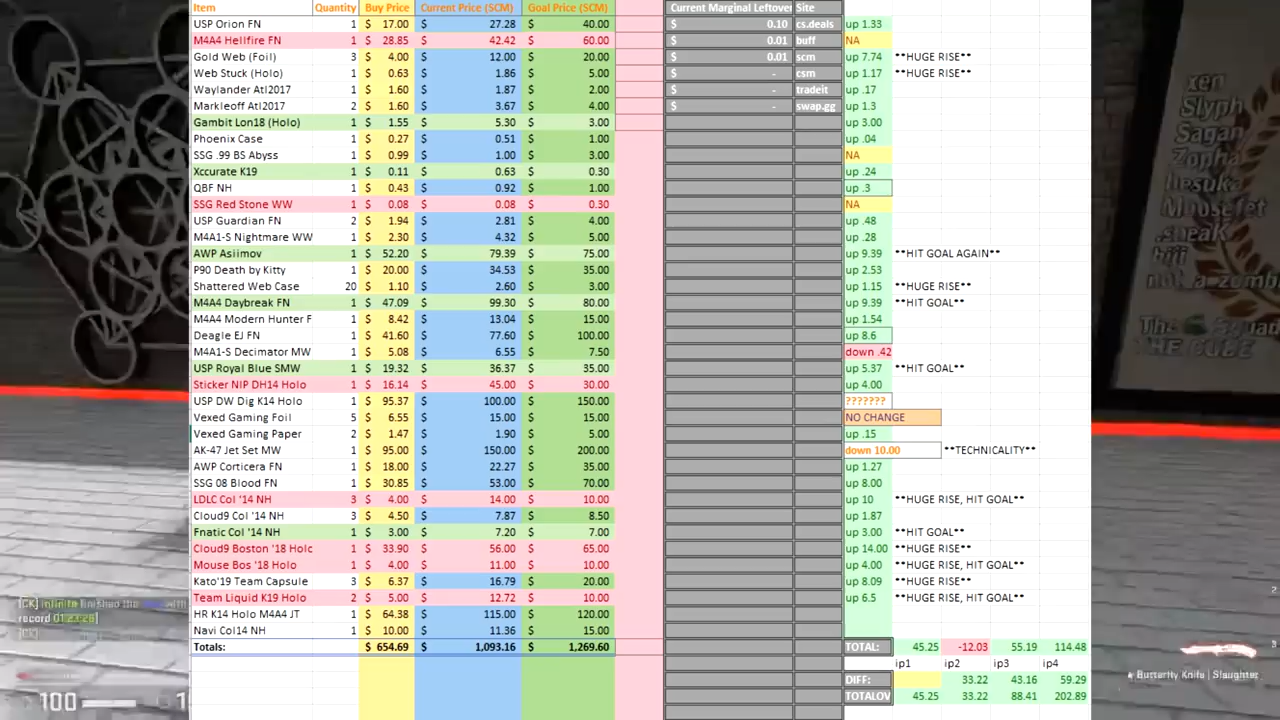 Item Quantity Buy Price Current Price (SCM) Goal Price (SCM) Current Marginal Leftover Site
USP Orion FN 1 $ 17.00 $ 27.28 $ 40.00 $ 0.10 cs.deals up 1.33
M4A4 Hellfire FN 1 $ 28.85 $ 42.42 $ 60.00 $ 0.01 buff NA
Gold Web (Foil) 3 $ 4.00 $ 12.00 $ 20.00 $ 0.01 scm up 7.74 **HUGE RISE**
Web Stuck (Holo) 1 $ 0.63 $ 1.86 $ 5.00 $ - csm up 1.17 **HUGE RISE**
Waylander Atl2017 1 $ 1.60 $ 1.87 $ 2.00 $ - tradeit up .17
Markleoff Atl2017 2 $ 1.60 $ 3.67 $ 4.00 $ - swap.gg up 1.3
Gambit Lon18 (Holo) 1 $ 1.55 $ 5.30 $ 3.00 up 3.00
Phoenix Case 1 $ 0.27 $ 0.51 $ 1.00 up .04
SSG .99 BS Abyss 1 $ 0.99 $ 1.00 $ 3.00 NA
Xccurate K19 1 $ 0.11 $ 0.63 $ 0.30 up .24
QBF NH 1 $ 0.43 $ 0.92 $ 1.00 up .3
SSG Red Stone WW 1 $ 0.08 $ 0.08 $ 0.30 NA
USP Guardian FN 2 $ 1.94 $ 2.81 $ 4.00 up .48
M4A1-S Nightmare WW 1 $ 2.30 $ 4.32 $ 5.00 up .28
AWP Asiimov 1 $ 52.20 $ 79.39 $ 75.00 up 9.39 **HIT GOAL AGAIN**
P90 Death by Kitty 1 $ 20.00 $ 34.53 $ 35.00 up 2.53
Shattered Web Case 20 $ 1.10 $ 2.60 $ 3.00 up 1.15 **HUGE RISE**
M4A4 Daybreak FN 1 $ 47.09 $ 99.30 $ 80.00 up 9.39 **HIT GOAL**
M4A4 Modern Hunter F 1 $ 8.42 $ 13.04 $ 15.00 up 1.54
Deagle EJ FN 1 $ 41.60 $ 77.60 $ 100.00 up 8.6
M4A1-S Decimator MW 1 $ 5.08 $ 6.55 $ 7.50 down .42
USP Royal Blue SMW 1 $ 19.32 $ 36.37 $ 35.00 up 5.37 **HIT GOAL**
Sticker NIP DH14 Holo 1 $ 16.14 $ 45.00 $ 30.00 up 4.00
USP DW Dig K14 Holo 1 $ 95.37 $ 100.00 $ 150.00 ???????
Vexed Gaming Foil 5 $ 6.55 $ 15.00 $ 15.00 NO CHANGE
Vexed Gaming Paper 2 $ 1.47 $ 1.90 $ 5.00 up .15
AK-47 Jet Set MW 1 $ 95.00 $ 150.00 $ 200.00 down 10.00 **TECHNICALITY**
AWP Corticera FN 1 $ 18.00 $ 22.27 $ 35.00 up 1.27
SSG 08 Blood FN 1 $ 30.85 $ 53.00 $ 70.00 up 8.00
LDLC Col '14 NH 3 $ 4.00 $ 14.00 $ 10.00 up 10 **HUGE RISE, HIT GOAL**
Cloud9 Col '14 NH 3 $ 4.50 $ 7.87 $ 8.50 up 1.87
Fnatic Col '14 NH 1 $ 3.00 $ 7.20 $ 7.00 up 3.00 **HIT GOAL**
Cloud9 Boston '18 Holo 1 $ 33.90 $ 56.00 $ 65.00 up 14.00 **HUGE RISE**
Mouse Bos '18 Holo 1 $ 4.00 $ 11.00 $ 10.00 up 4.00 **HUGE RISE, HIT GOAL**
Kato'19 Team Capsule 3 $ 6.37 $ 16.79 $ 20.00 up 8.09 **HUGE RISE**
Team Liquid K19 Holo 2 $ 5.00 $ 12.72 $ 10.00 up 6.5 **HUGE RISE, HIT GOAL**
HR K14 Holo M4A4 JT 1 $ 64.38 $ 115.00 $ 120.00
Navi Col14 NH 1 $ 10.00 $ 11.36 $ 15.00
Totals: $ 654.69 $ 1,093.16 $ 1,269.60 TOTAL: 45.25 -12.03 55.19 114.48
ip1 ip2 ip3 ip4
DIFF: 33.22 43.16 59.29
TOTALOV 45.25 33.22 88.41 202.89
xen
Slyph
Sagan
Zopha
.sneak
not a zomb
The Squad
THE CUBE
[CK] infinite finished the with
record 01:23:26]
[CK]
100
★ Butterfly Knife | Slaughter